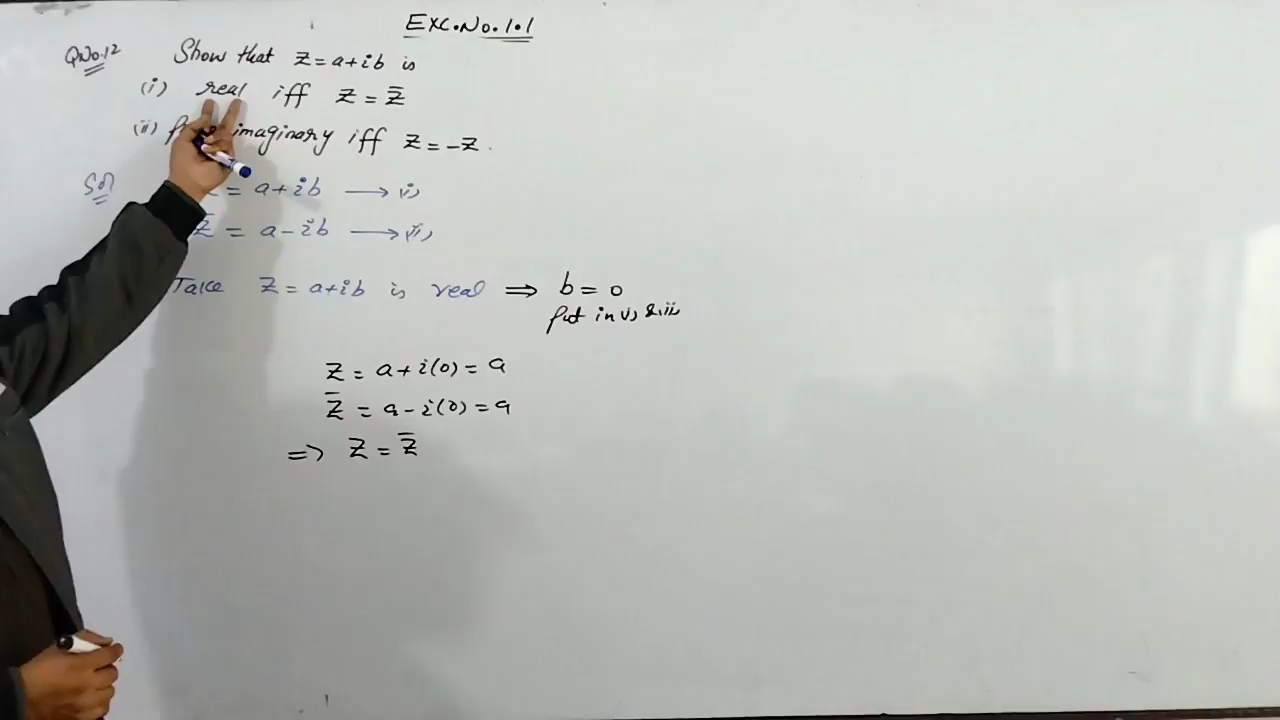 Exc.No.1.1
QNo.12 Show that z = a + ib is
(i) real iff z = z̄
(ii) imaginary iff z = -z.
Sol = a + ib → (i)
z̄ = a - ib → (ii)
Take z = a + ib is real ⇒ b = 0
Put in (i) & (ii)
z = a + i(0) = a
z̄ = a - i(0) = a
⇒ z = z̄